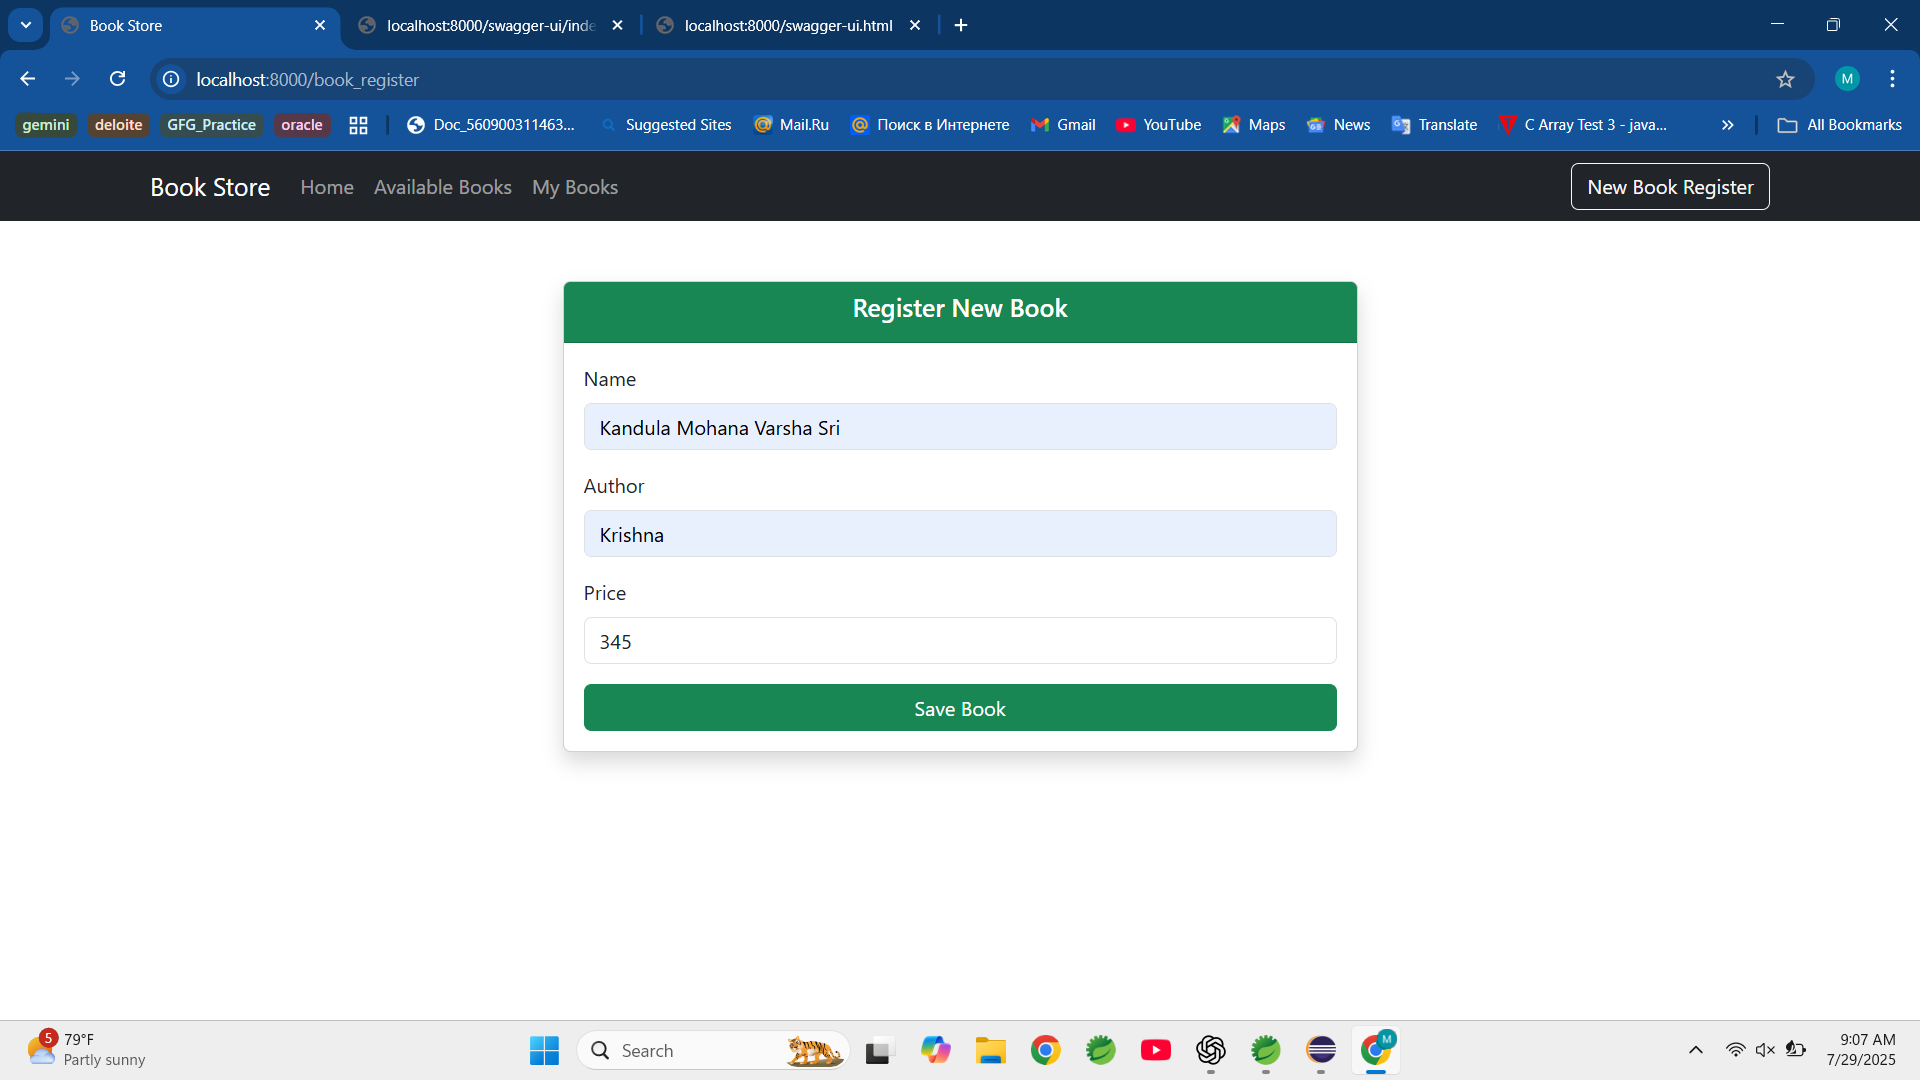 Book Store
localhost:8000/swagger-ui/inde
localhost:8000/swagger-ui.html
localhost:8000/book_register
M
gemini
deloite
GFG_Practice
oracle
Doc_560900311463...
Suggested Sites
Mail.Ru
Поиск в Интернете
Gmail
YouTube
Maps
News
Translate
C Array Test 3 - java...
All Bookmarks
Book Store
Home
Available Books
My Books
New Book Register
Register New Book
Name
Kandula Mohana Varsha Sri
Author
Krishna
Price
345
Save Book
5
79°F
Partly sunny
Search
M
9:07 AM
7/29/2025